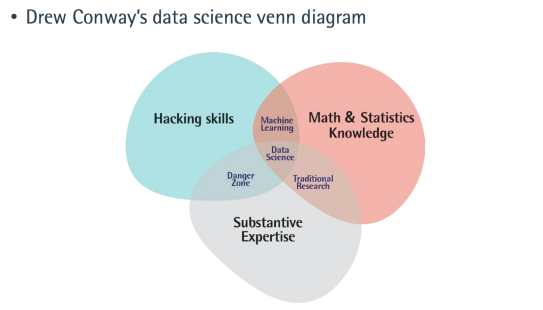 • Drew Conway's data science venn diagram
Hacking skills
Machine
Learning
Math & Statistics
Knowledge
Data
Science
Danger
Zone
Traditional
Research
Substantive
Expertise